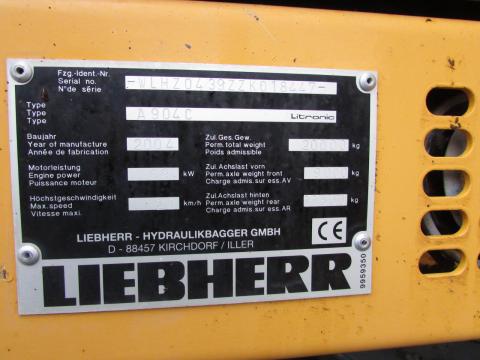 Fzg.-Ident.-Nr.
Serial no. -WLHZ0439ZZK018447-
N°de série
Type
Type A 904C Litronic
Type
Baujahr Zul. Ges. Gew.
Year of manufacture 2004 Perm. total weight kg
Année de fabrication Poids admissible
Motorleistung Zul. Achslast vorn
Engine power kW Perm. axle weight front kg
Puissance moteur Charge admis. sur ess. AV
Höchstgeschwindigkeit Zul. Achslast hinten
Max. speed km/h Perm. axle weight rear kg
Vitesse maxi. Charge admis. sur ess. AR
LIEBHERR - HYDRAULIKBAGGER GMBH
D - 88457 KIRCHDORF / ILLER
CE
LIEBHERR
9959350